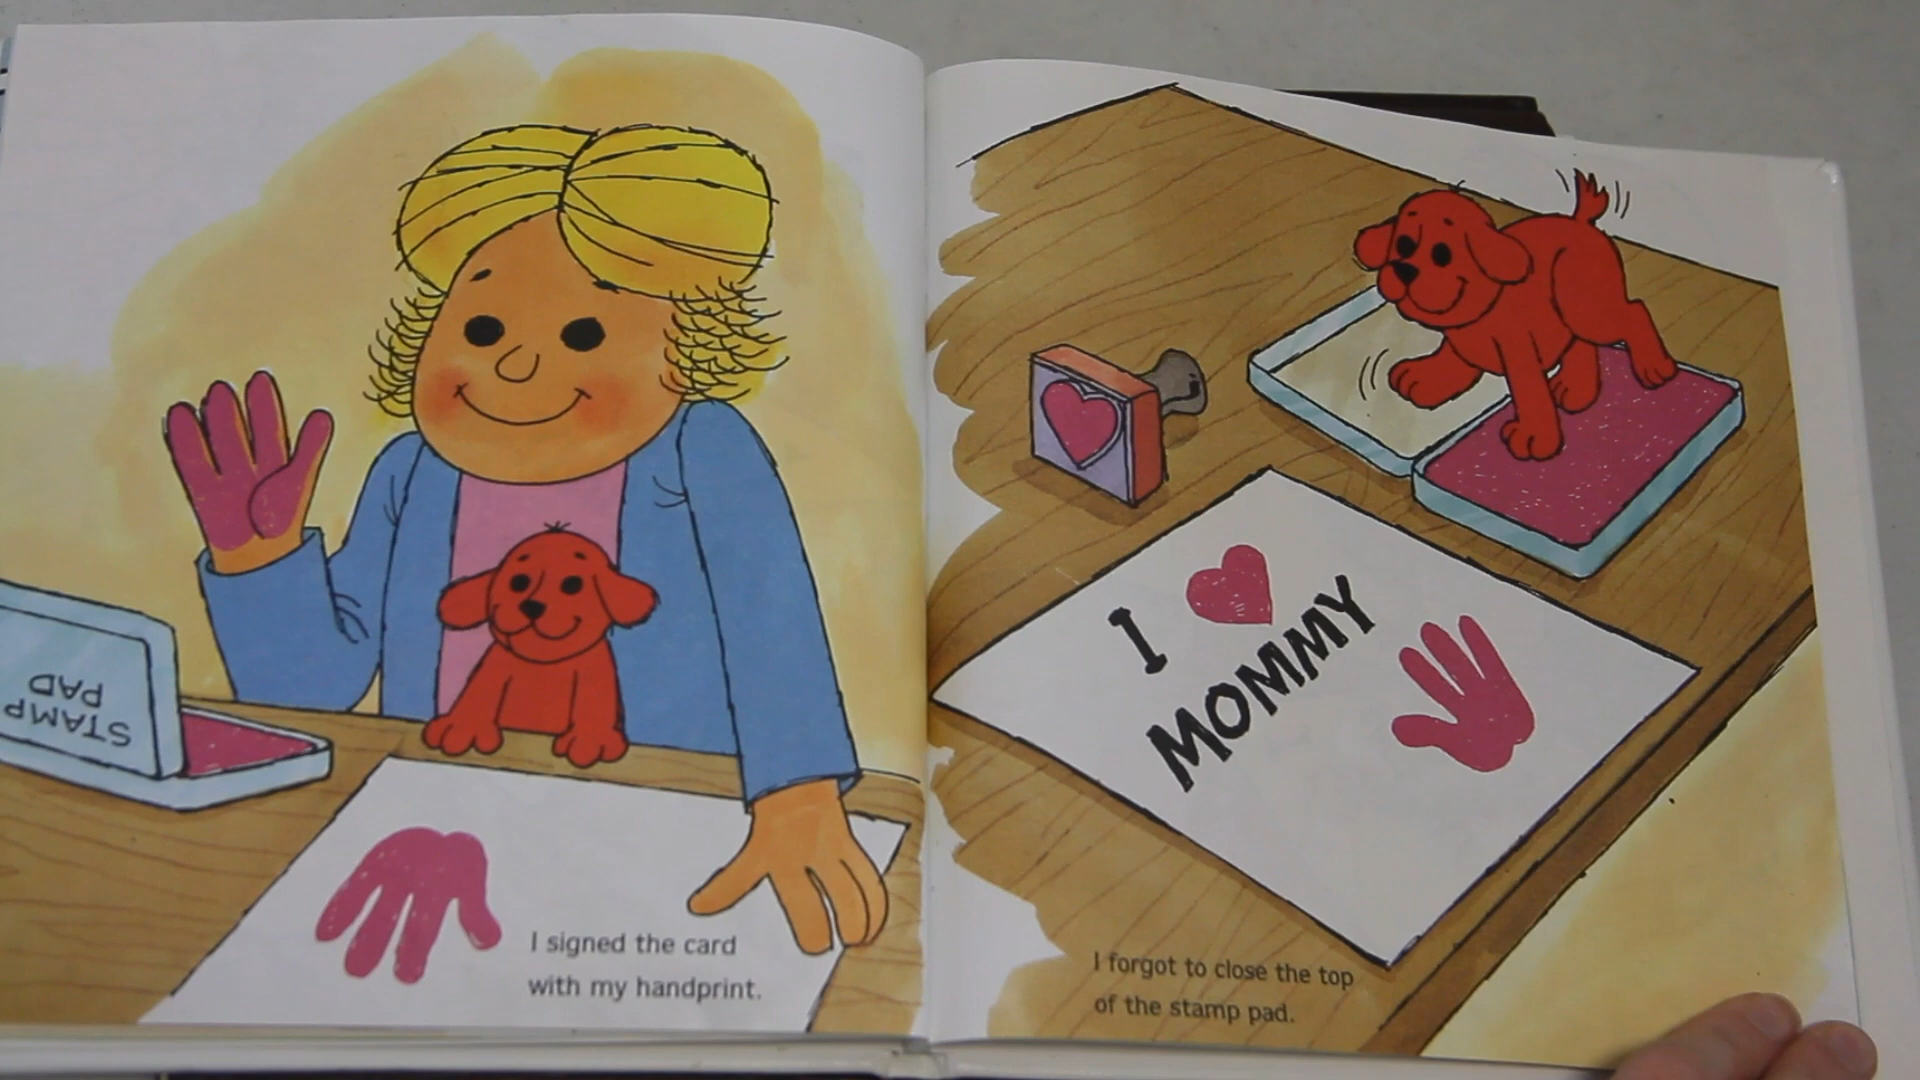 STAMP
PAD
I signed the card
with my handprint.
I
MOMMY
I forgot to close the top
of the stamp pad.